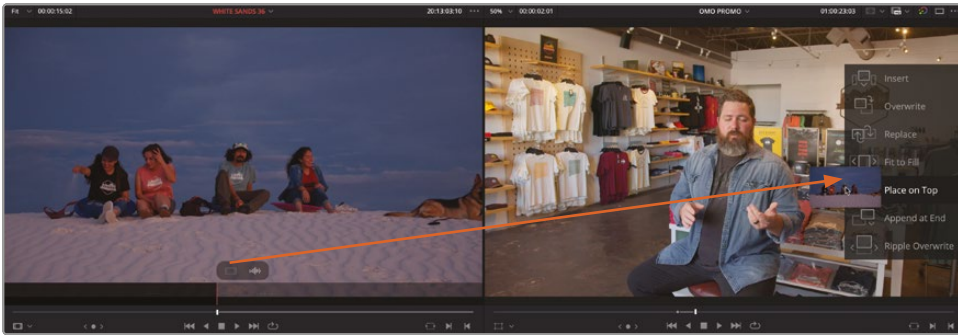 Fit 00:00:15:02 WHITE SANDS 36 20:13:03:10
50% 00:00:02:01 OMO PROMO 01:00:23:03
Insert
Overwrite
Replace
Fit to Fill
Place on Top
Append at End
Ripple Overwrite